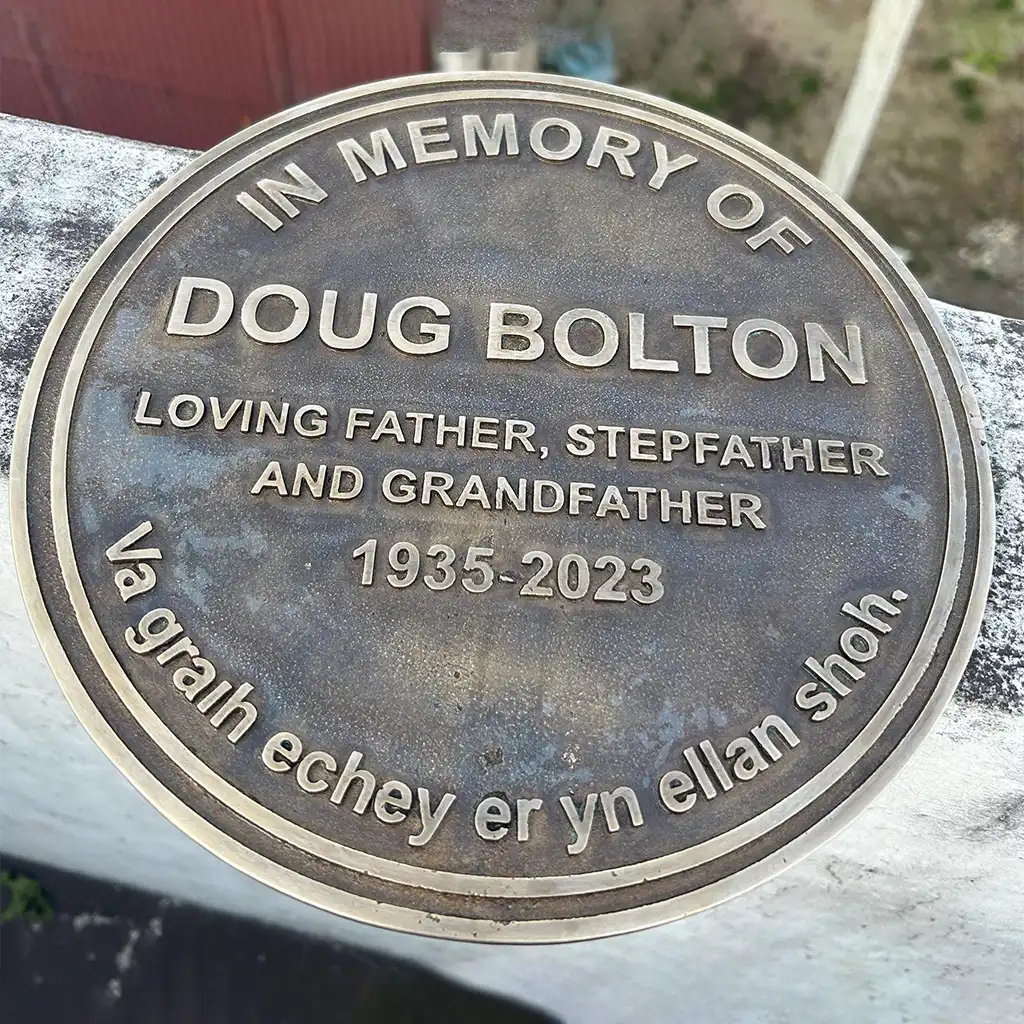 IN MEMORY OF
DOUG BOLTON
LOVING FATHER, STEPFATHER
AND GRANDFATHER
1935-2023
Va graih echey er yn ellan shoh.